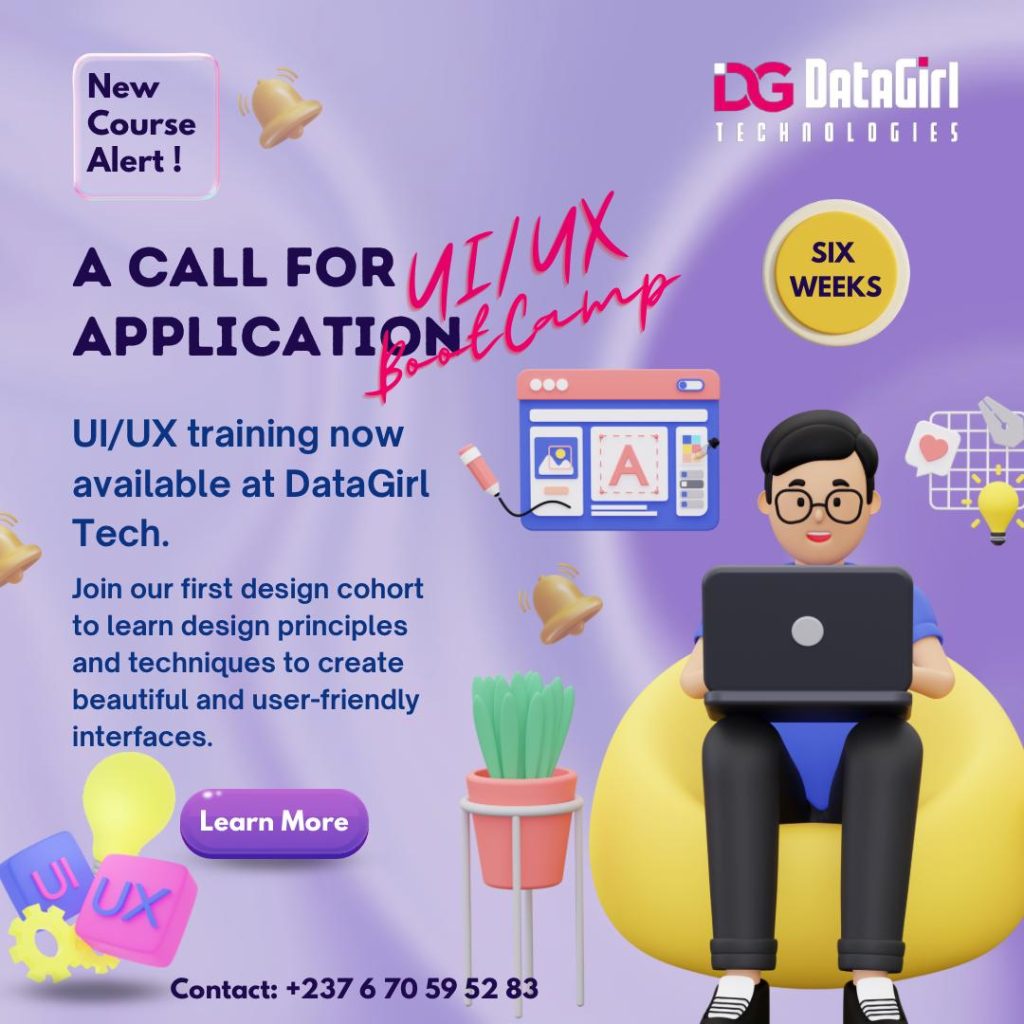 New
Course
Alert !
DG DataGirl
TECHNOLOGIES
A CALL FOR
APPLICATION
UI/UX
BootCamp
SIX
WEEKS
UI/UX training now
available at DataGirl
Tech.
A
Join our first design cohort
to learn design principles
and techniques to create
beautiful and user-friendly
interfaces.
Learn More
UI
UX
Contact: +237 6 70 59 52 83